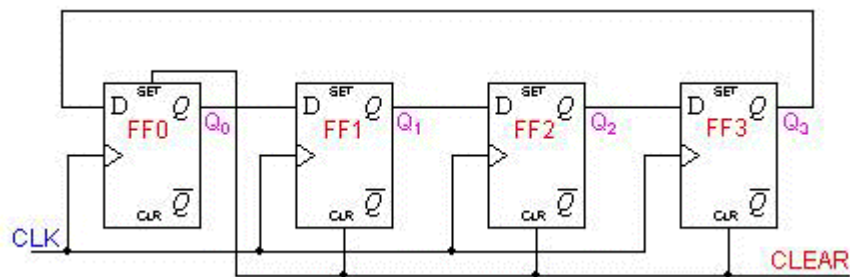 SET SET SET SET
D Q D Q D Q D Q
FF0 Q0 FF1 Q1 FF2 Q2 FF3 Q3
Q Q Q Q
CLR CLR CLR CLR
CLK
CLEAR